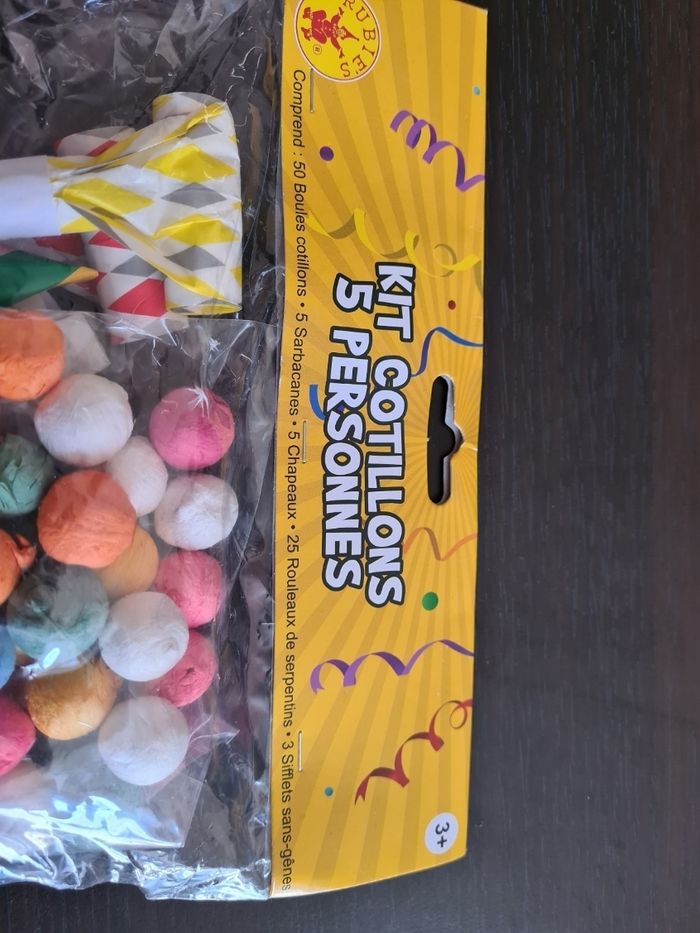 RUBIE'S
®
KIT COTILLONS
5 PERSONNES
Comprend : 50 Boules cotillons • 5 Sarbacanes • 5 Chapeaux • 25 Rouleaux de serpentins • 3 Sifflets sans-gênes
3+